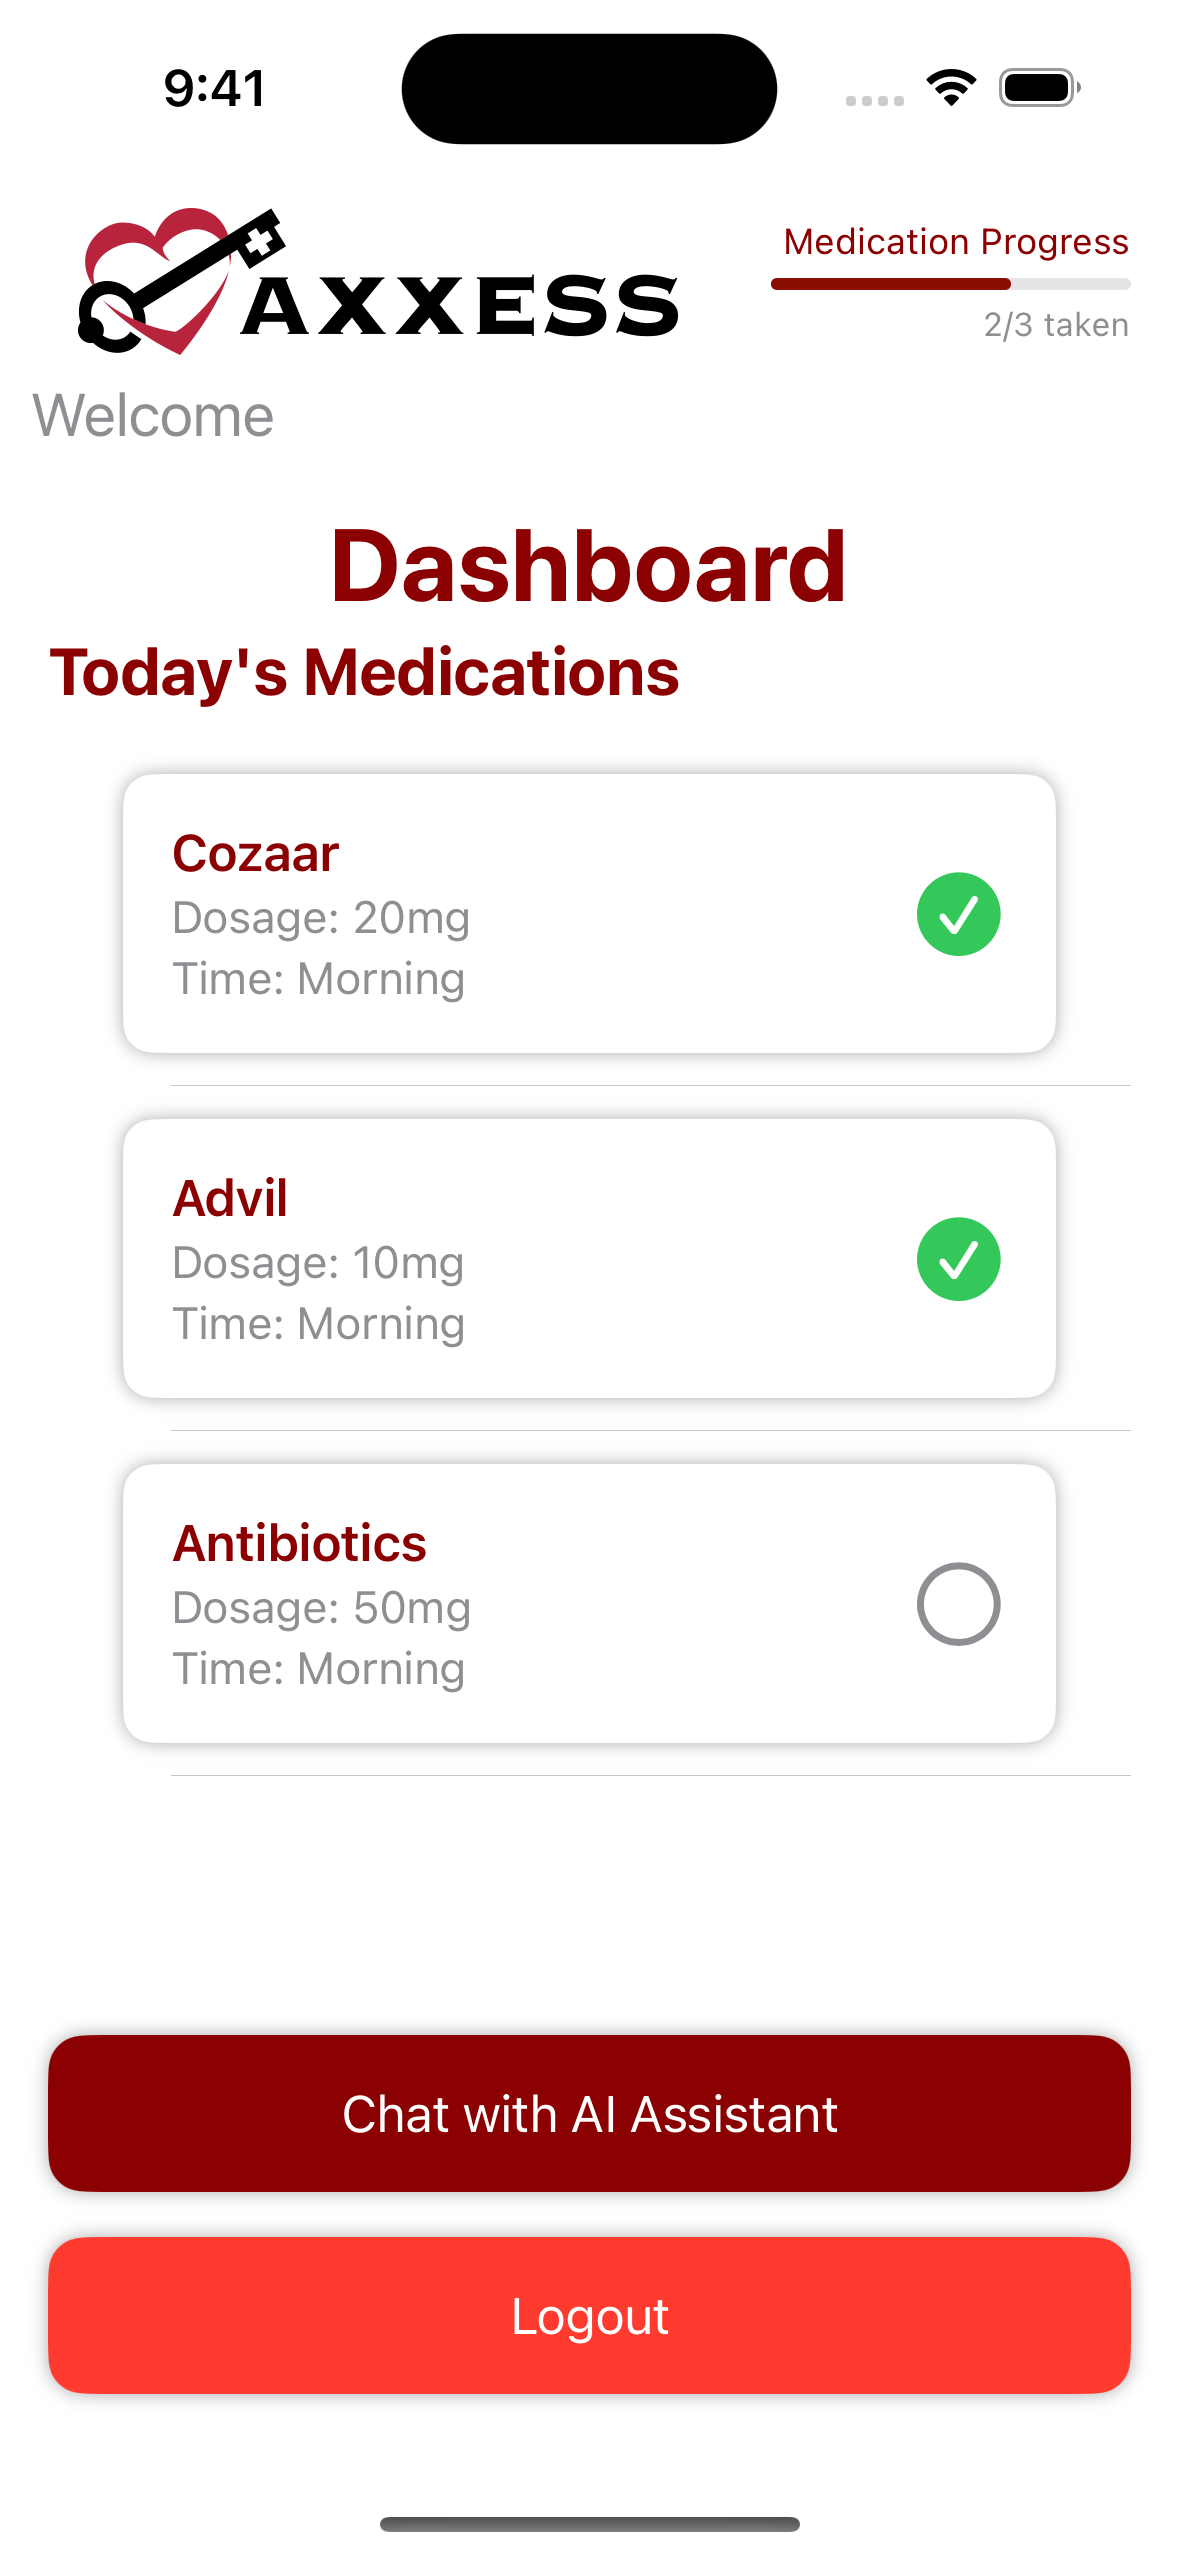 9:41
AXXESS
Medication Progress
2/3 taken
Welcome
Dashboard
Today's Medications
Cozaar
Dosage: 20mg
Time: Morning
Advil
Dosage: 10mg
Time: Morning
Antibiotics
Dosage: 50mg
Time: Morning
Chat with AI Assistant
Logout